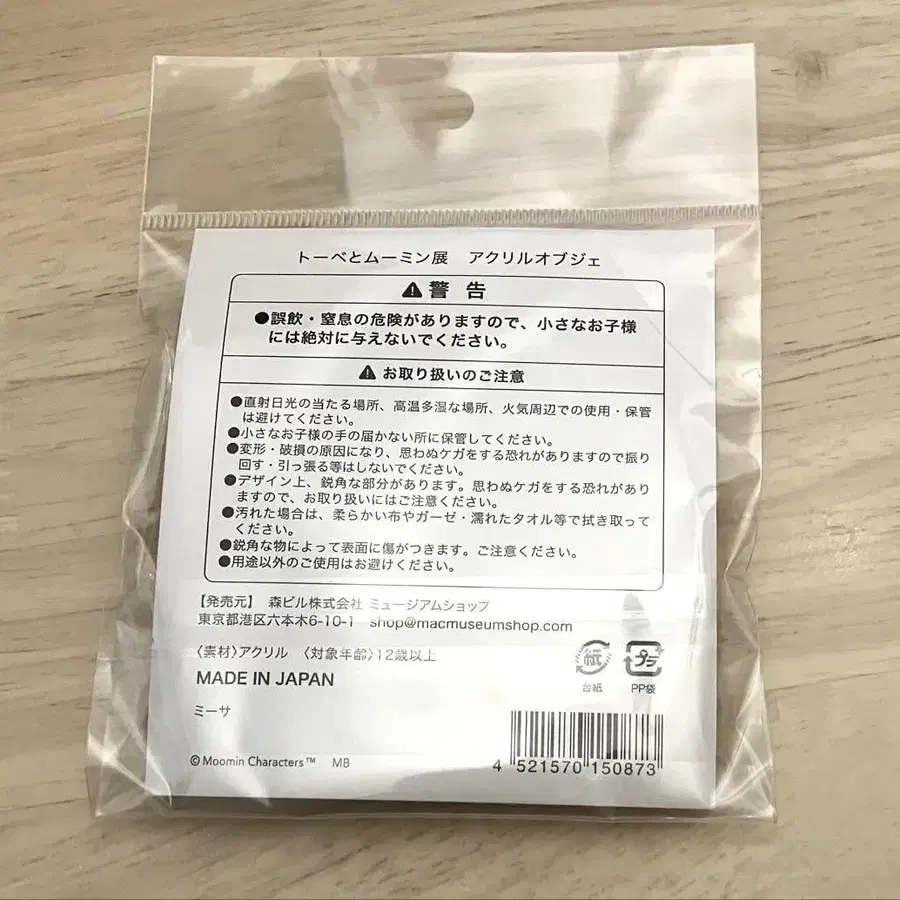 トーベとムーミン展　アクリルオブジェ
⚠警 告
●誤飲・窒息の危険がありますので、小さなお子様
には絶対に与えないでください。
⚠お取り扱いのご注意
●直射日光の当たる場所、高温多湿な場所、火気周辺での使用・保管
は避けてください。
●小さなお子様の手の届かない所に保管してください。
●変形・破損の原因になり、思わぬケガをする恐れがありますので振り
回す・引っ張る等はしないでください。
●デザイン上、鋭角な部分があります。思わぬケガをする恐れがあり
ますので、お取り扱いにはご注意ください。
●汚れた場合は、柔らかい布やガーゼ・濡れたタオル等で拭き取って
ください。
●鋭角な物によって表面に傷がつきます。ご注意ください。
●用途以外のご使用はお避けください。
【発売元】 森ビル株式会社 ミュージアムショップ
東京都港区六本木6-10-1 shop@macmuseumshop.com
〈素材〉アクリル 〈対象年齢〉12歳以上
MADE IN JAPAN
紙
台紙
プラ
PP袋
ミーサ
© Moomin Characters™ MB
4 521570 150873